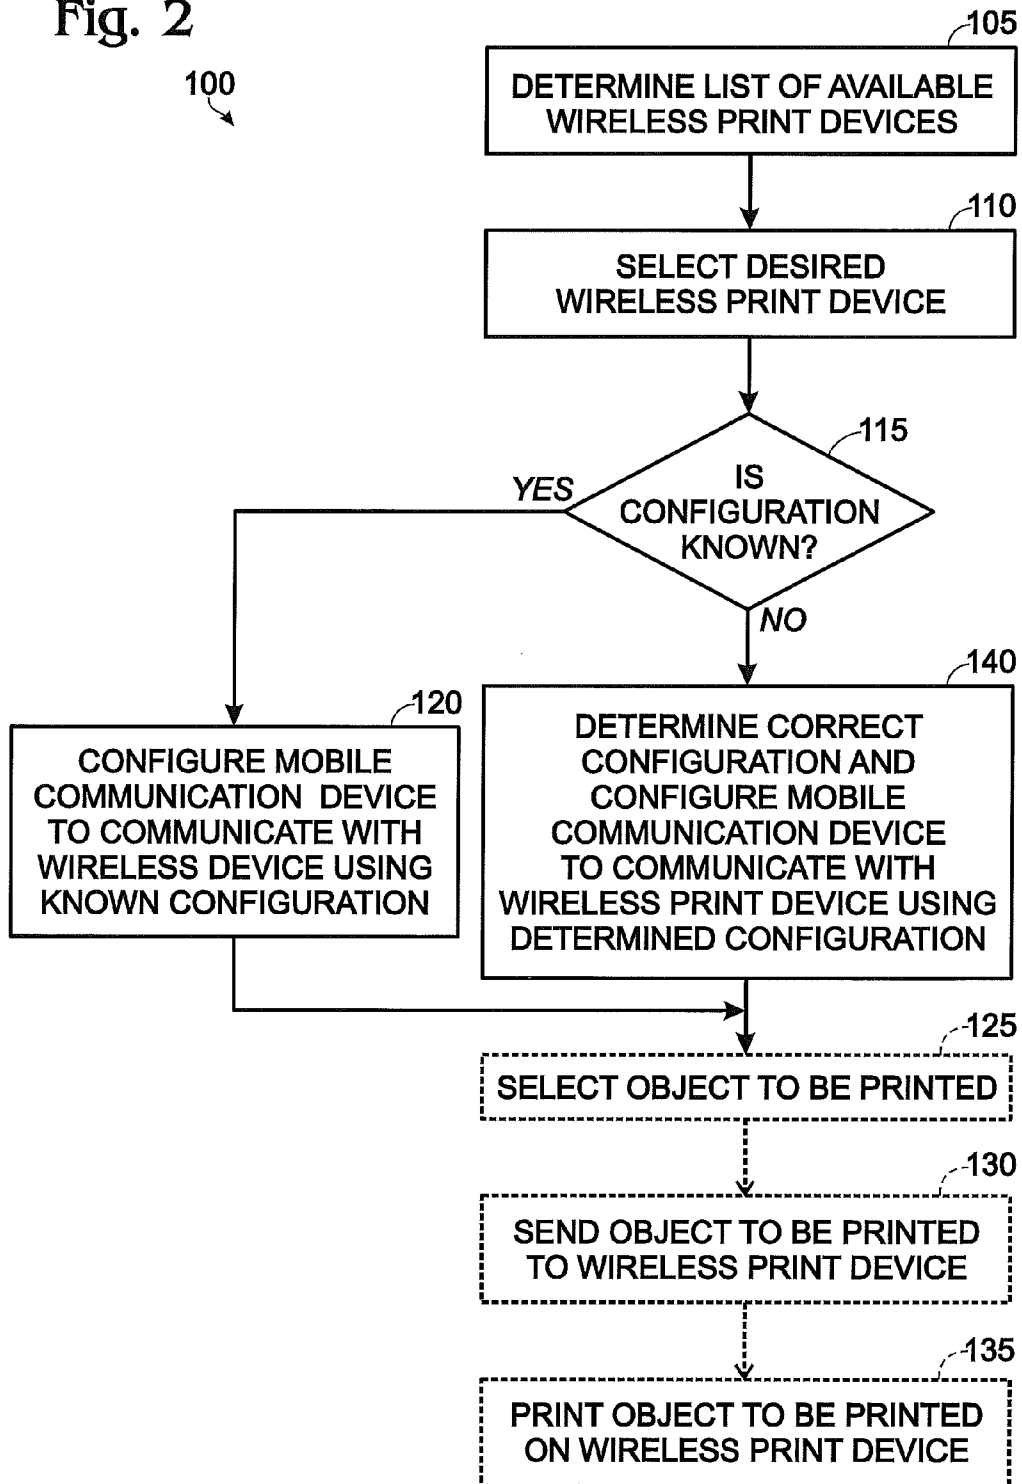 Fig. 2
100
105
DETERMINE LIST OF AVAILABLE
WIRELESS PRINT DEVICES
110
SELECT DESIRED
WIRELESS PRINT DEVICE
115
IS
CONFIGURATION
KNOWN?
YES
NO
120
CONFIGURE MOBILE
COMMUNICATION DEVICE
TO COMMUNICATE WITH
WIRELESS DEVICE USING
KNOWN CONFIGURATION
140
DETERMINE CORRECT
CONFIGURATION AND
CONFIGURE MOBILE
COMMUNICATION DEVICE
TO COMMUNICATE WITH
WIRELESS PRINT DEVICE USING
DETERMINED CONFIGURATION
125
SELECT OBJECT TO BE PRINTED
130
SEND OBJECT TO BE PRINTED
TO WIRELESS PRINT DEVICE
135
PRINT OBJECT TO BE PRINTED
ON WIRELESS PRINT DEVICE